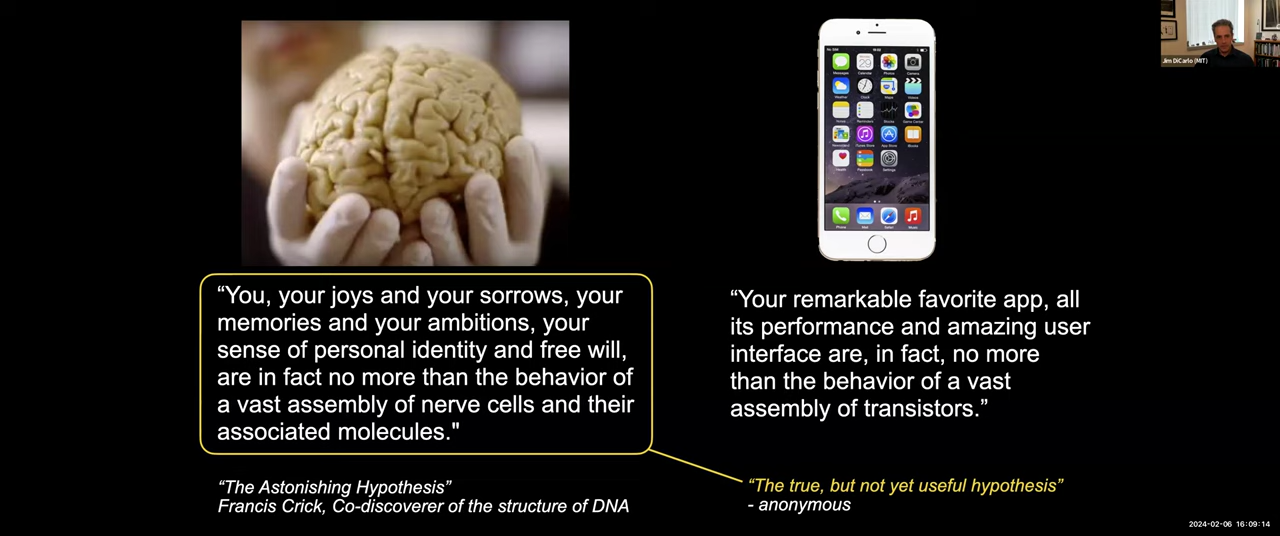 Jim DiCarlo (MIT)
“You, your joys and your sorrows, your
memories and your ambitions, your
sense of personal identity and free will,
are in fact no more than the behavior of
a vast assembly of nerve cells and their
associated molecules."
“The Astonishing Hypothesis”
Francis Crick, Co-discoverer of the structure of DNA
“Your remarkable favorite app, all
its performance and amazing user
interface are, in fact, no more
than the behavior of a vast
assembly of transistors.”
“The true, but not yet useful hypothesis”
- anonymous
2024-02-06 16:09:14